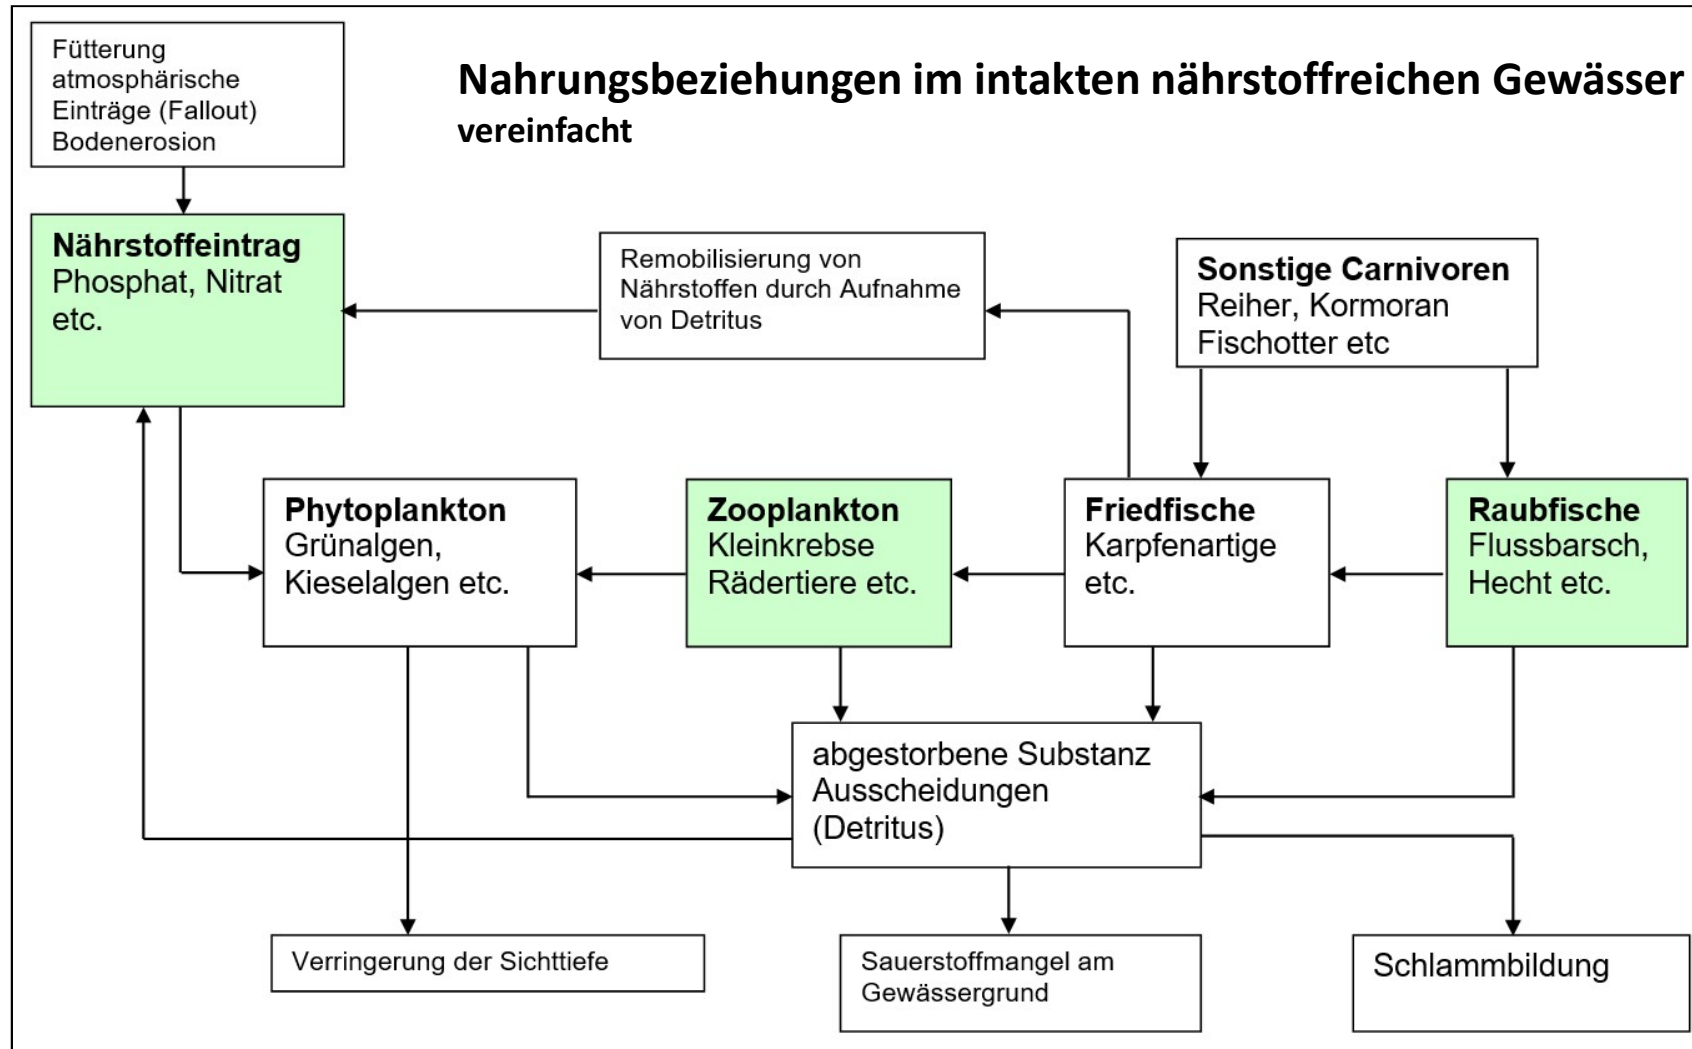 Fütterung
atmosphärische
Einträge (Fallout)
Bodenerosion
Nahrungsbeziehungen im intakten nährstoffreichen Gewässer
vereinfacht
Nährstoffeintrag
Phosphat, Nitrat
etc.
Remobilisierung von
Nährstoffen durch Aufnahme
von Detritus
Sonstige Carnivoren
Reiher, Kormoran
Fischotter etc
Phytoplankton
Grünalgen,
Kieselalgen etc.
Zooplankton
Kleinkrebse
Rädertiere etc.
Friedfische
Karpfenartige
etc.
Raubfische
Flussbarsch,
Hecht etc.
abgestorbene Substanz
Ausscheidungen
(Detritus)
Verringerung der Sichttiefe
Sauerstoffmangel am
Gewässergrund
Schlammbildung